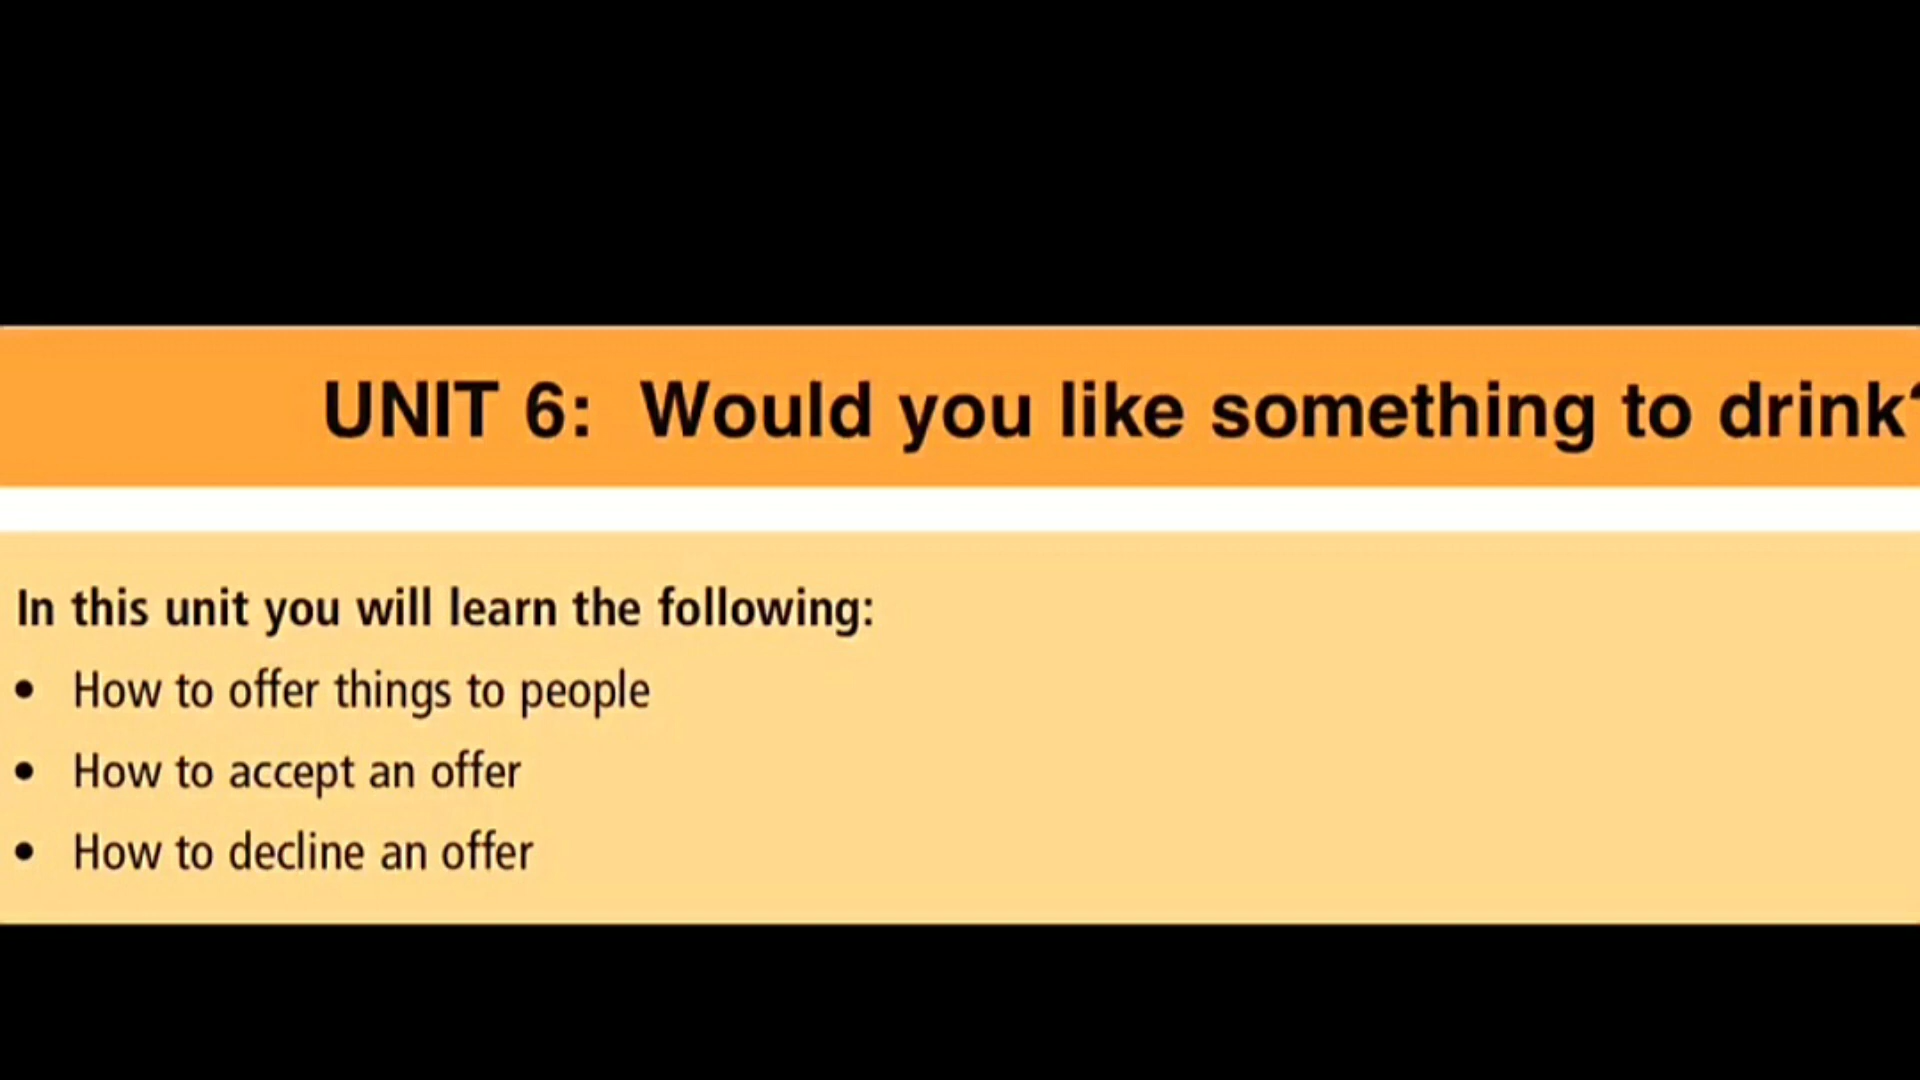 UNIT 6: Would you like something to drink?
In this unit you will learn the following:
• How to offer things to people
• How to accept an offer
• How to decline an offer